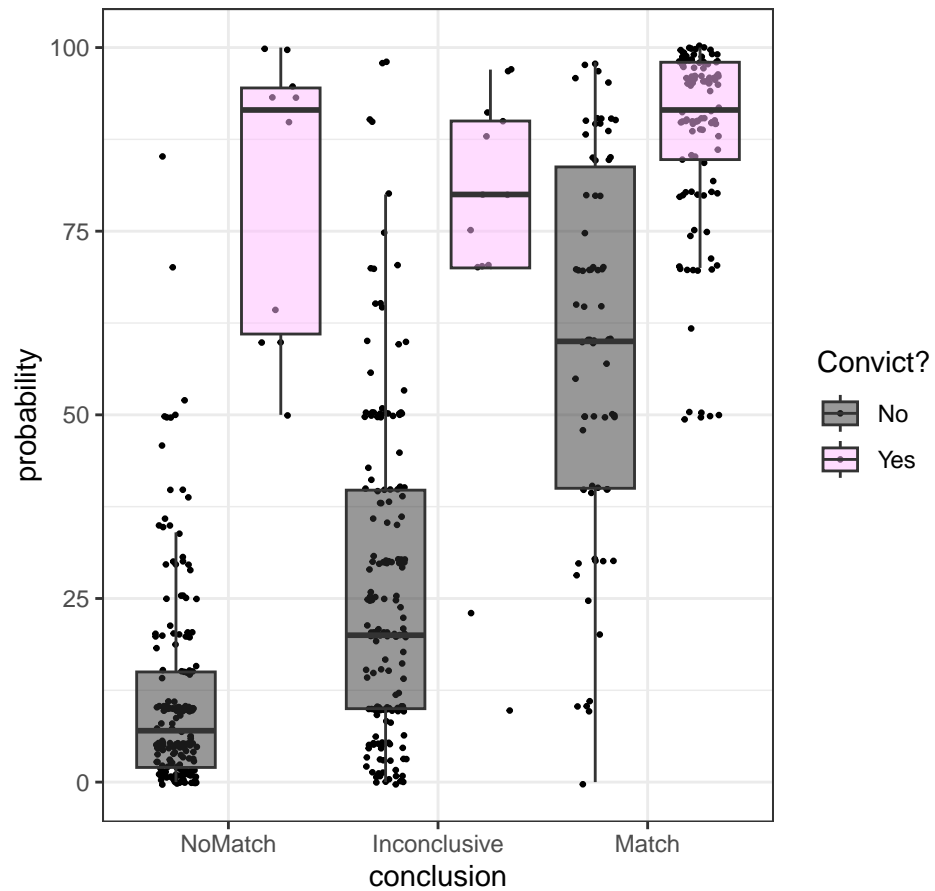 100
75
50
25
0
probability
NoMatch
Inconclusive
Match
conclusion
Convict?
No
Yes